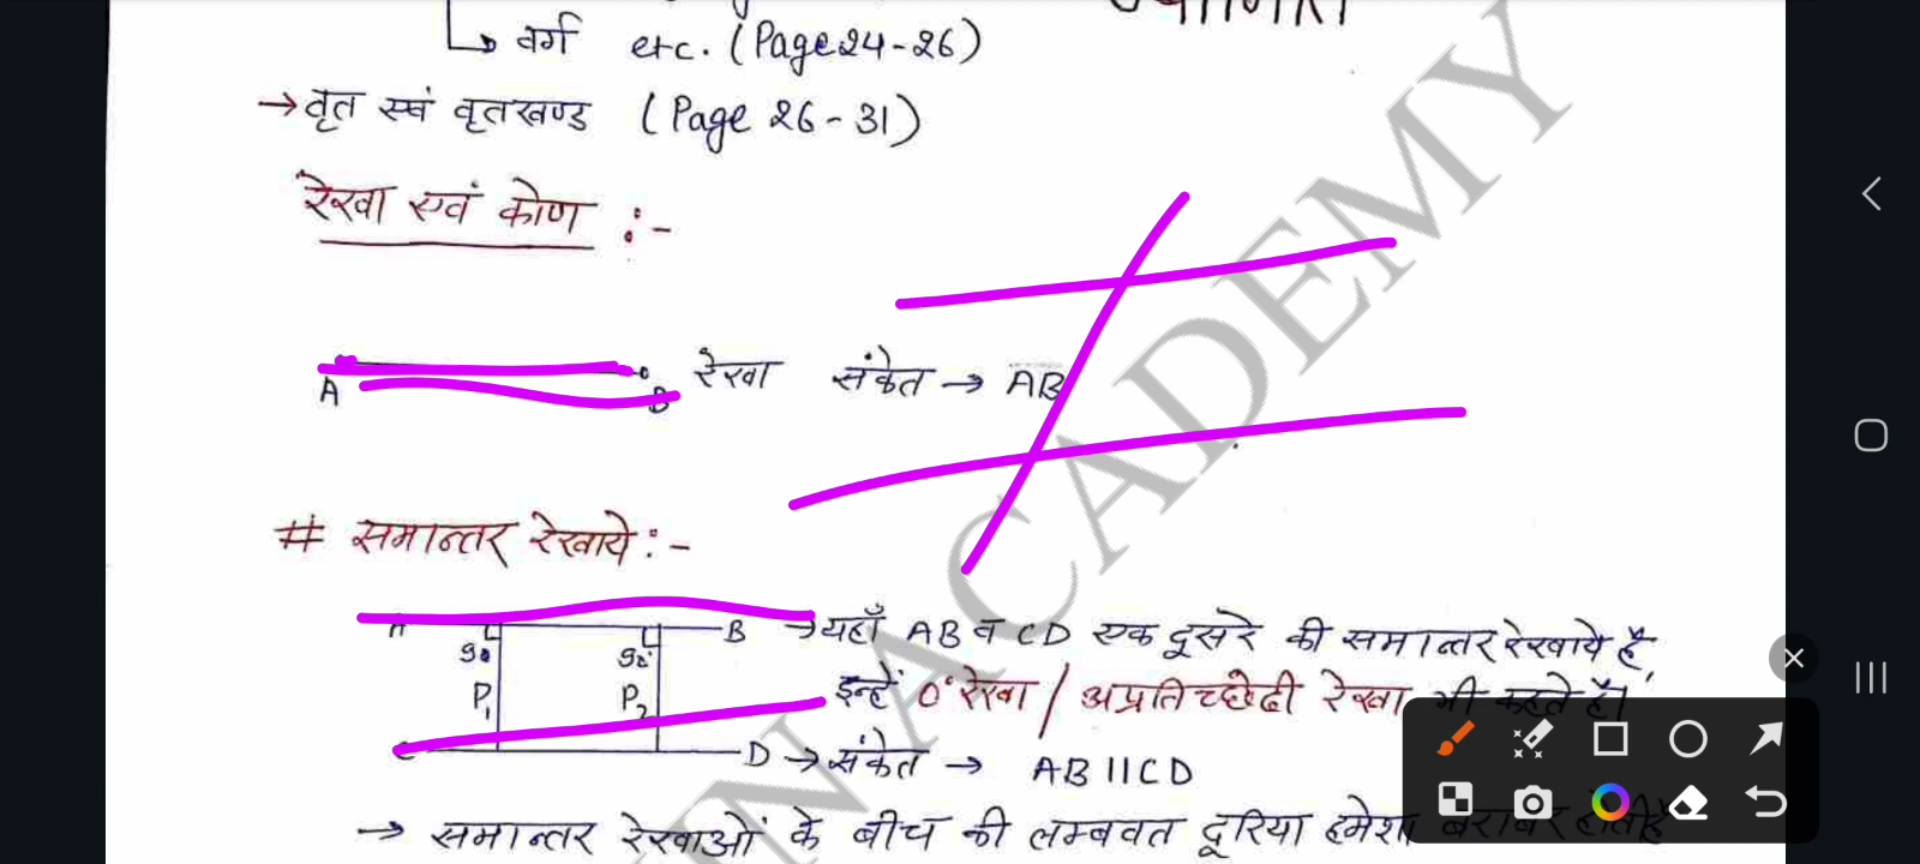 ↳ वर्ग etc. (Page 24-26)
→ वृत एवं वृतखण्ड (Page 26-31)
रेखा एवं कोण :-
A B रेखा संकेत → AB
# समान्तर रेखाये :-
B → यहाँ AB व CD एक दूसरे की समान्तर रेखाये है,
90 90°
P₁ P₂ इन्हें 0° रेखा / अप्रतिच्छेदी रेखा भी कहते है।
C D → संकेत → AB || CD
→ समान्तर रेखाओं के बीच की लम्बवत दूरिया हमेशा बराबर होती है
ACADEMY